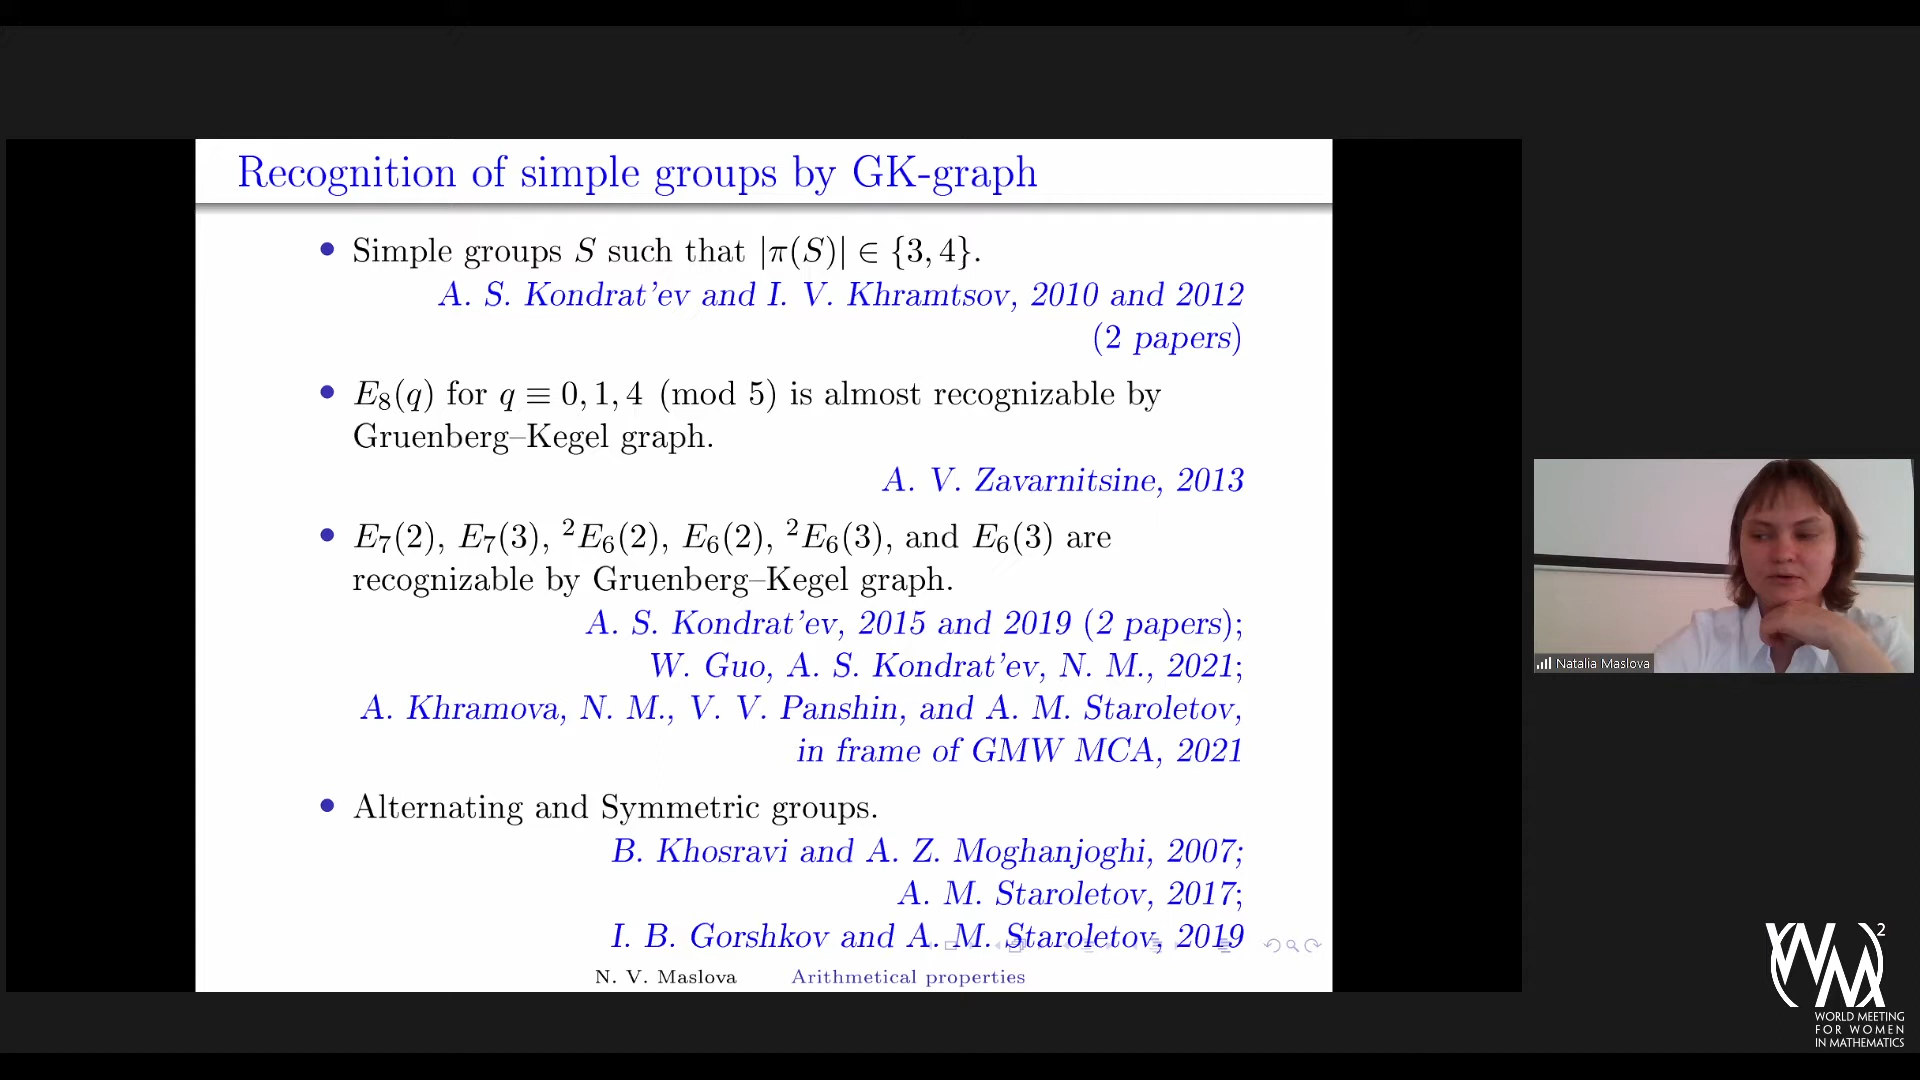 Recognition of simple groups by GK-graph
• Simple groups S such that |π(S)| ∈ {3, 4}.
A. S. Kondrat'ev and I. V. Khramtsov, 2010 and 2012
(2 papers)
• E₈(q) for q ≡ 0, 1, 4 (mod 5) is almost recognizable by
Gruenberg–Kegel graph.
A. V. Zavarnitsine, 2013
• E₇(2), E₇(3), ²E₆(2), E₆(2), ²E₆(3), and E₆(3) are
recognizable by Gruenberg–Kegel graph.
A. S. Kondrat'ev, 2015 and 2019 (2 papers);
W. Guo, A. S. Kondrat'ev, N. M., 2021;
A. Khramova, N. M., V. V. Panshin, and A. M. Staroletov,
in frame of GMW MCA, 2021
• Alternating and Symmetric groups.
B. Khosravi and A. Z. Moghanjoghi, 2007;
A. M. Staroletov, 2017;
I. B. Gorshkov and A. M. Staroletov, 2019
N. V. Maslova Arithmetical properties
Natalia Maslova
(WM)²
WORLD MEETING
FOR WOMEN
IN MATHEMATICS